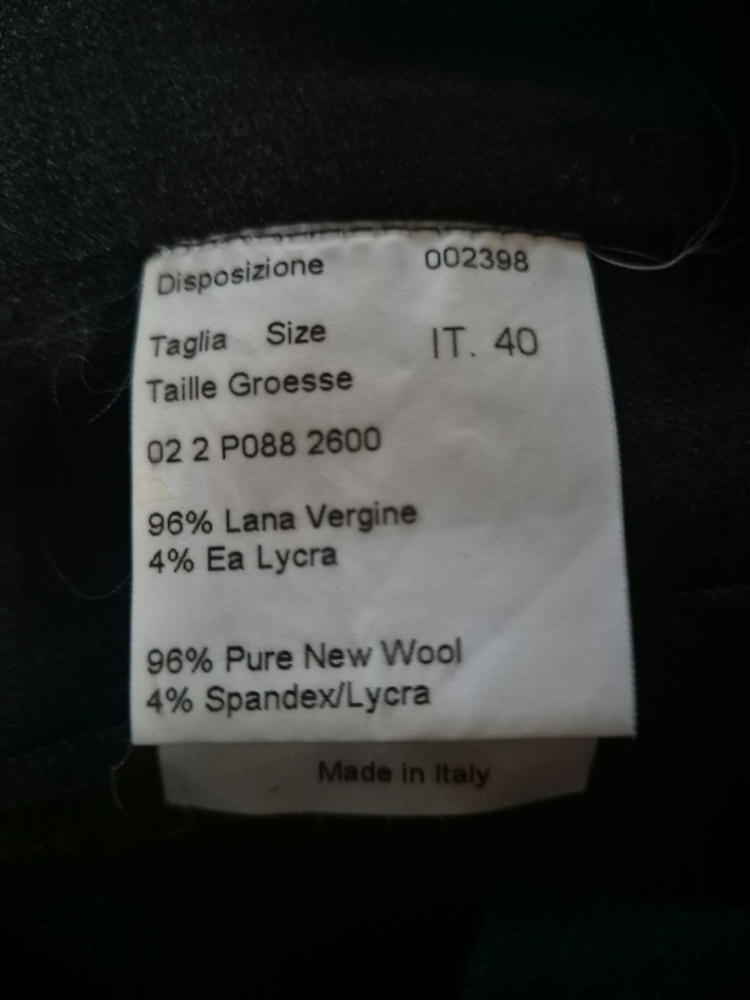 Disposizione 002398
Taglia Size IT. 40
Taille Groesse
02 2 P088 2600
96% Lana Vergine
4% Ea Lycra
96% Pure New Wool
4% Spandex/Lycra
Made in Italy